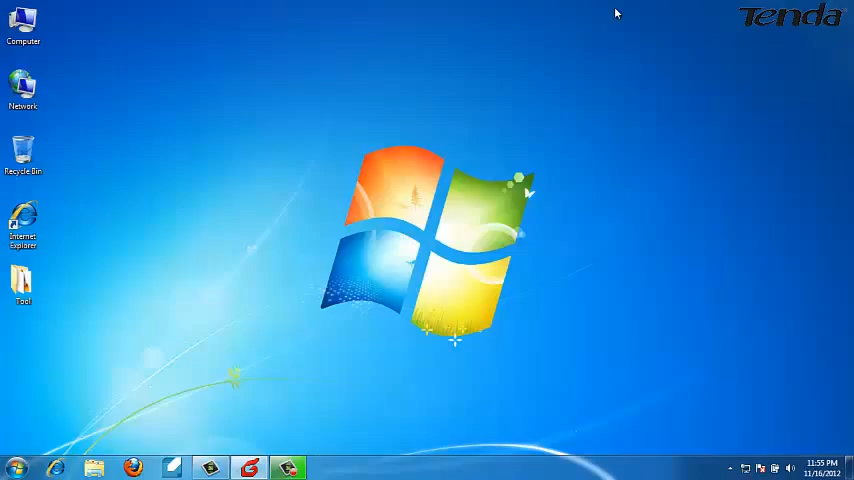 Tenda
Computer
Network
Recycle Bin
Internet
Explorer
Tool
11:55 PM
11/16/2012